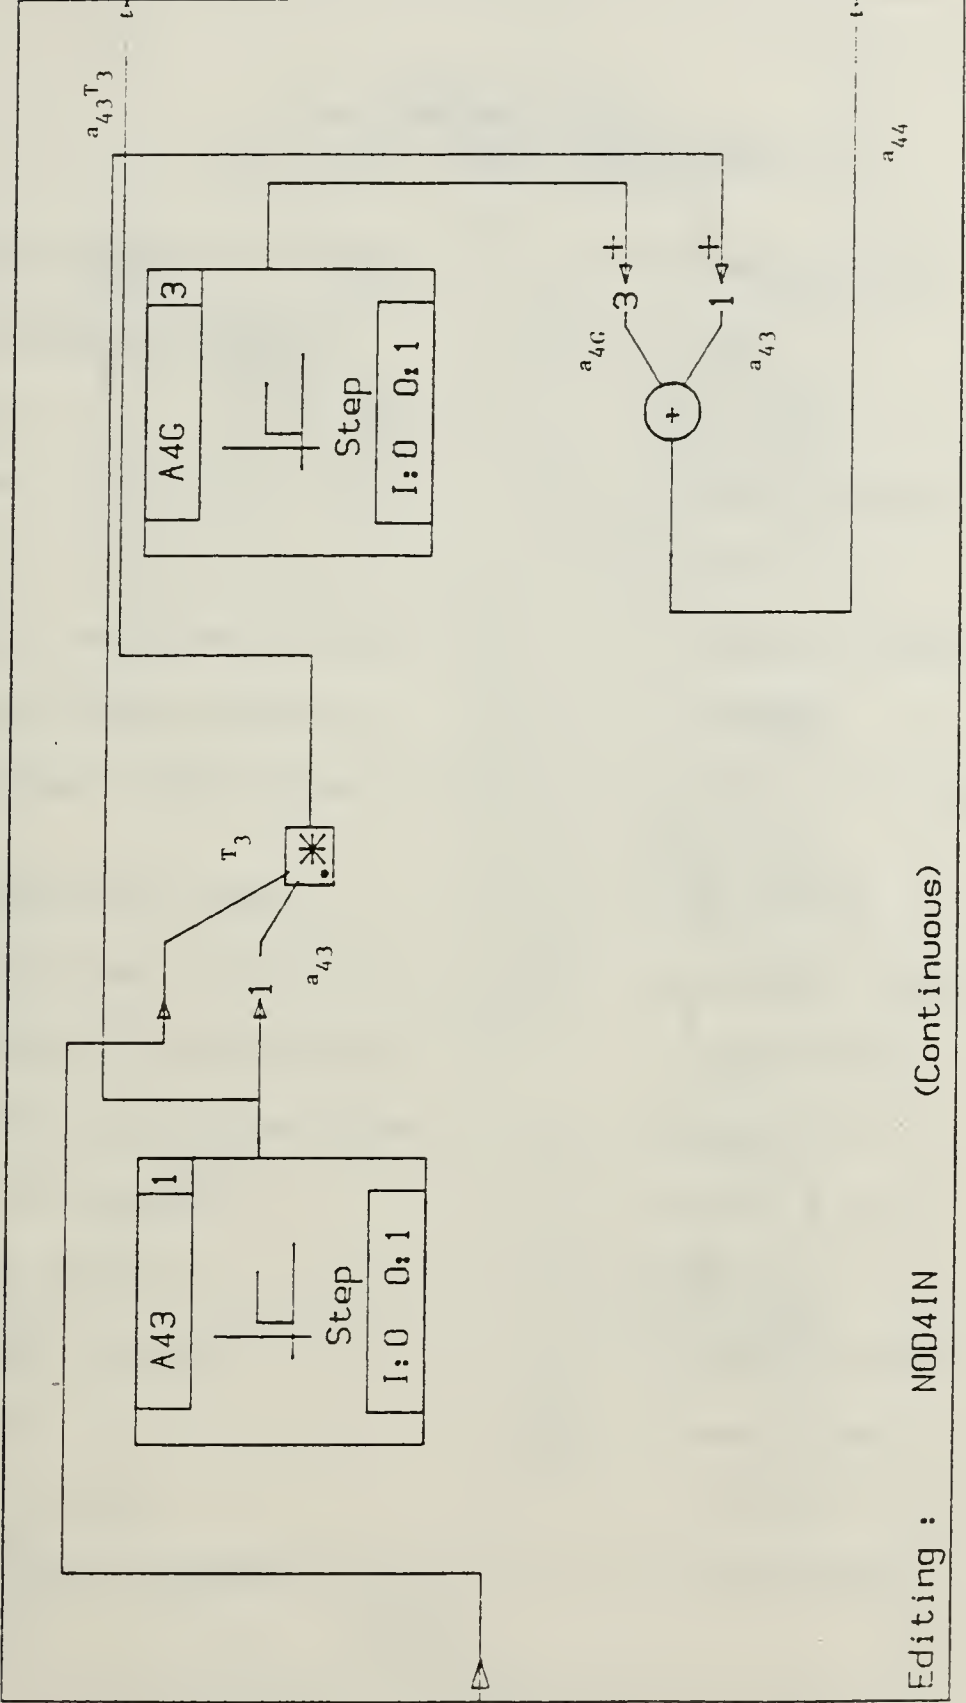 a43T3
A43 1
Step
I:0 O:1
1
a43
T3
*
A4G 3
Step
I:0 O:1
a4G
3 +
1 +
a43
+
a44
Editing : NOD4IN (Continuous)